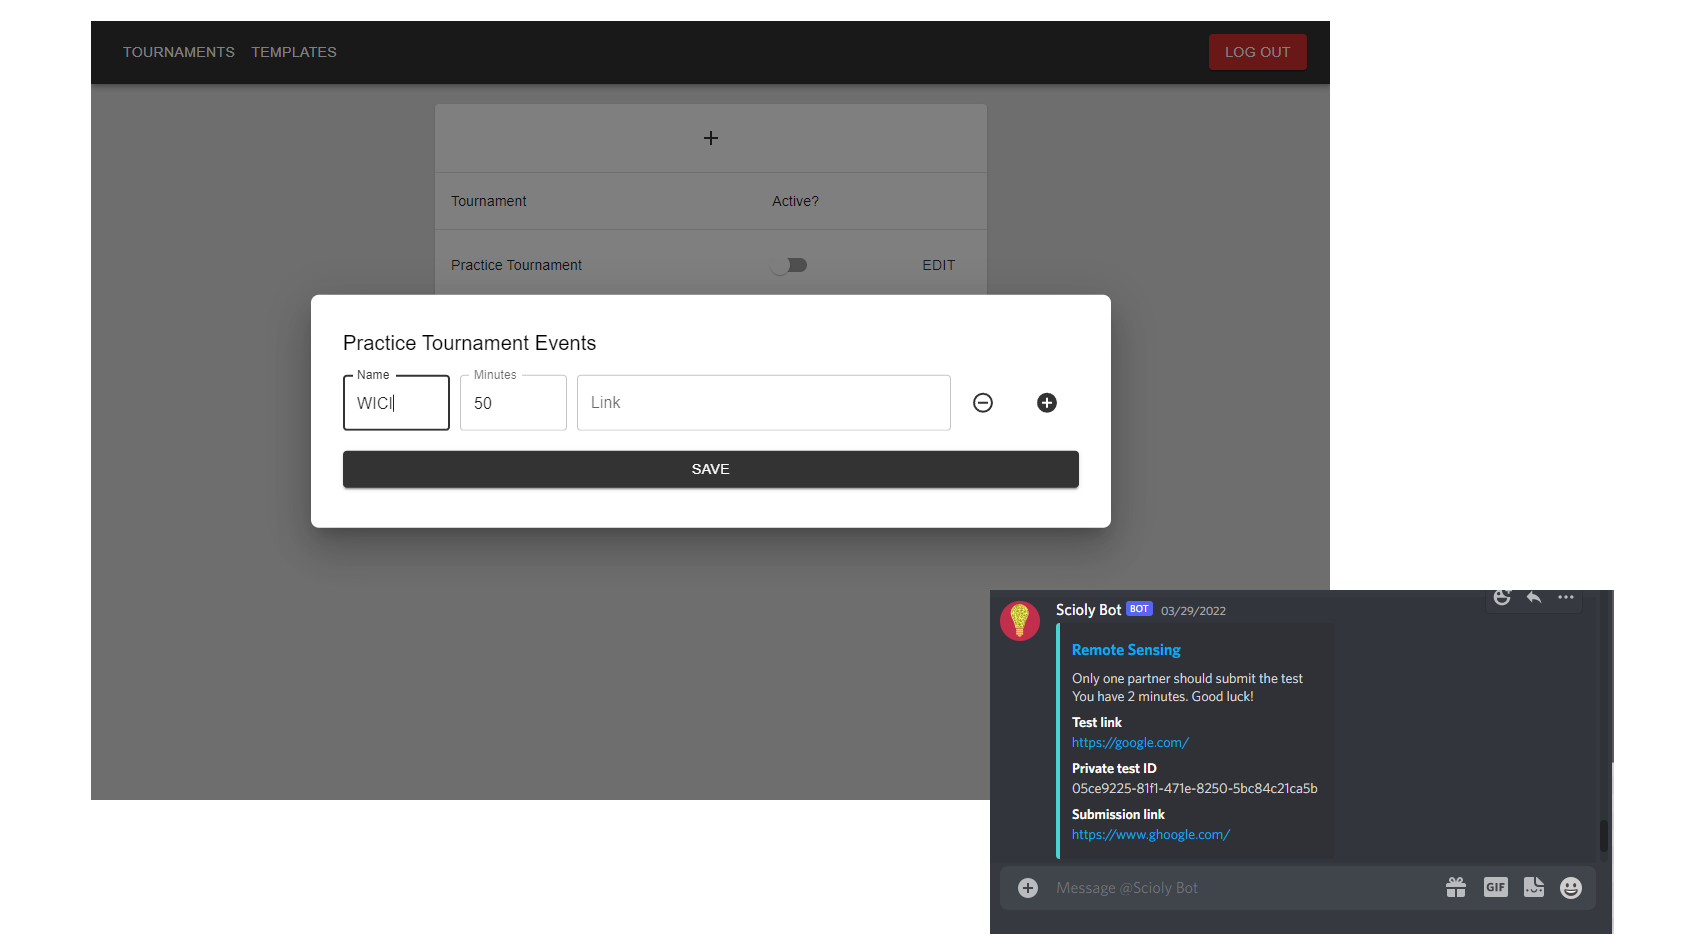 TOURNAMENTS TEMPLATES LOG OUT
Tournament Active?
Practice Tournament EDIT
Practice Tournament Events
Name Minutes
WICI 50 Link
SAVE
Scioly Bot BOT 03/29/2022
Remote Sensing
Only one partner should submit the test
You have 2 minutes. Good luck!
Test link
https://google.com/
Private test ID
05ce9225-81f1-471e-8250-5bc84c21ca5b
Submission link
https://www.ghoogle.com/
Message @Scioly Bot GIF